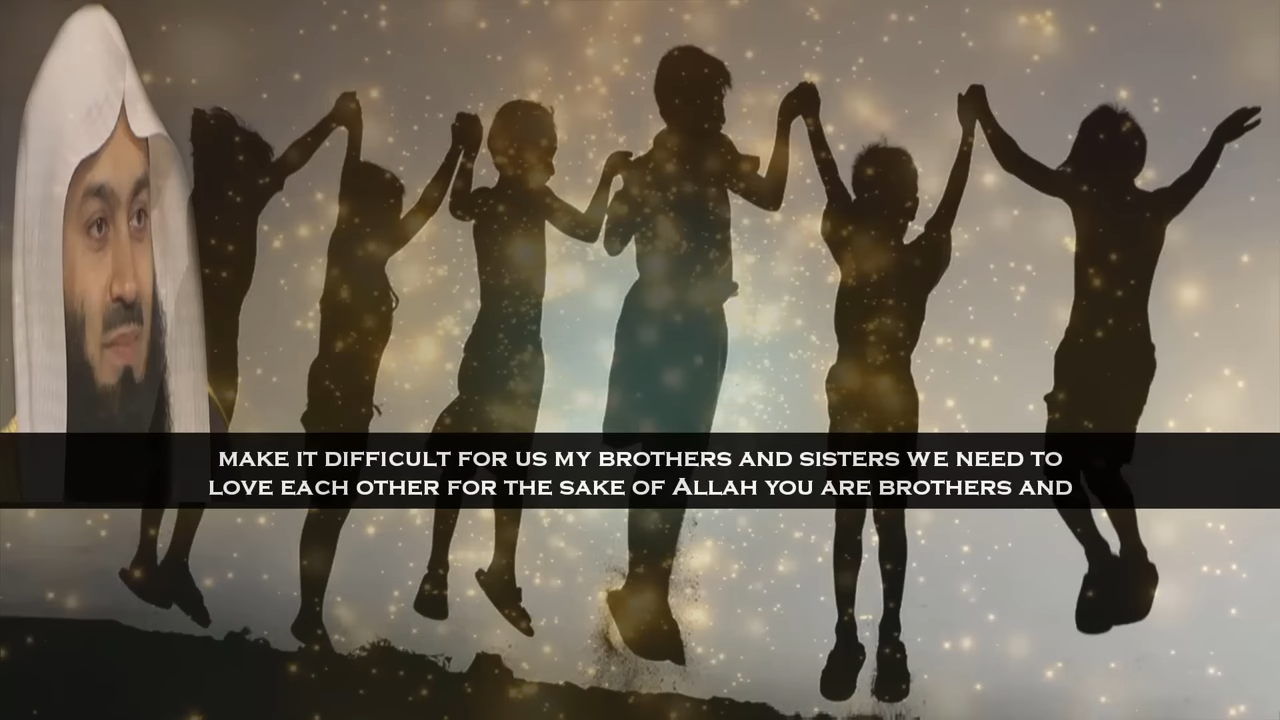 MAKE IT DIFFICULT FOR US MY BROTHERS AND SISTERS WE NEED TO
LOVE EACH OTHER FOR THE SAKE OF ALLAH YOU ARE BROTHERS AND